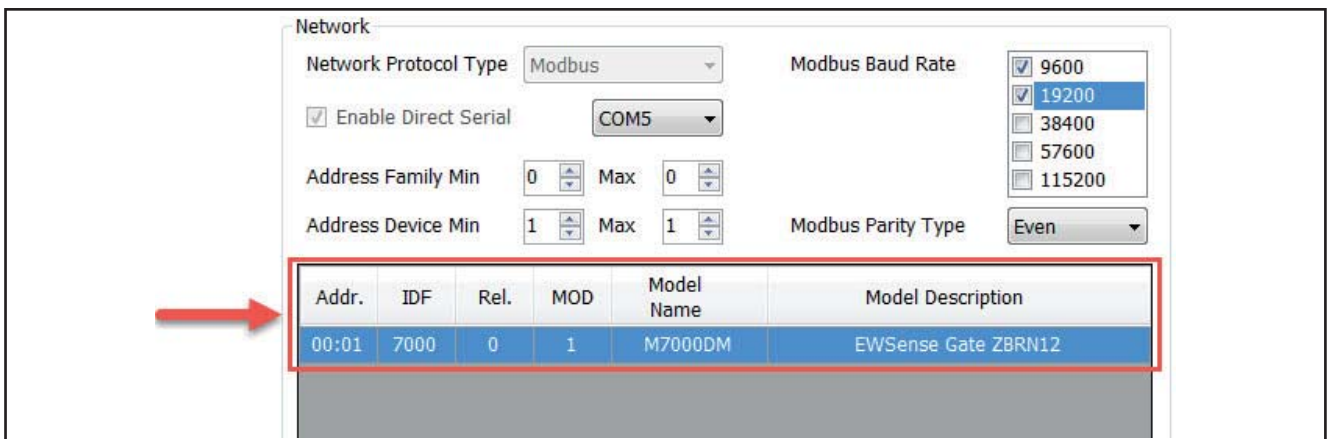 Network
Network Protocol Type Modbus Modbus Baud Rate 9600
19200
Enable Direct Serial COM5 38400
57600
Address Family Min 0 Max 0 115200
Address Device Min 1 Max 1 Modbus Parity Type Even
Addr. IDF Rel. MOD Model Name Model Description
00:01 7000 0 1 M7000DM EWSense Gate ZBRN12